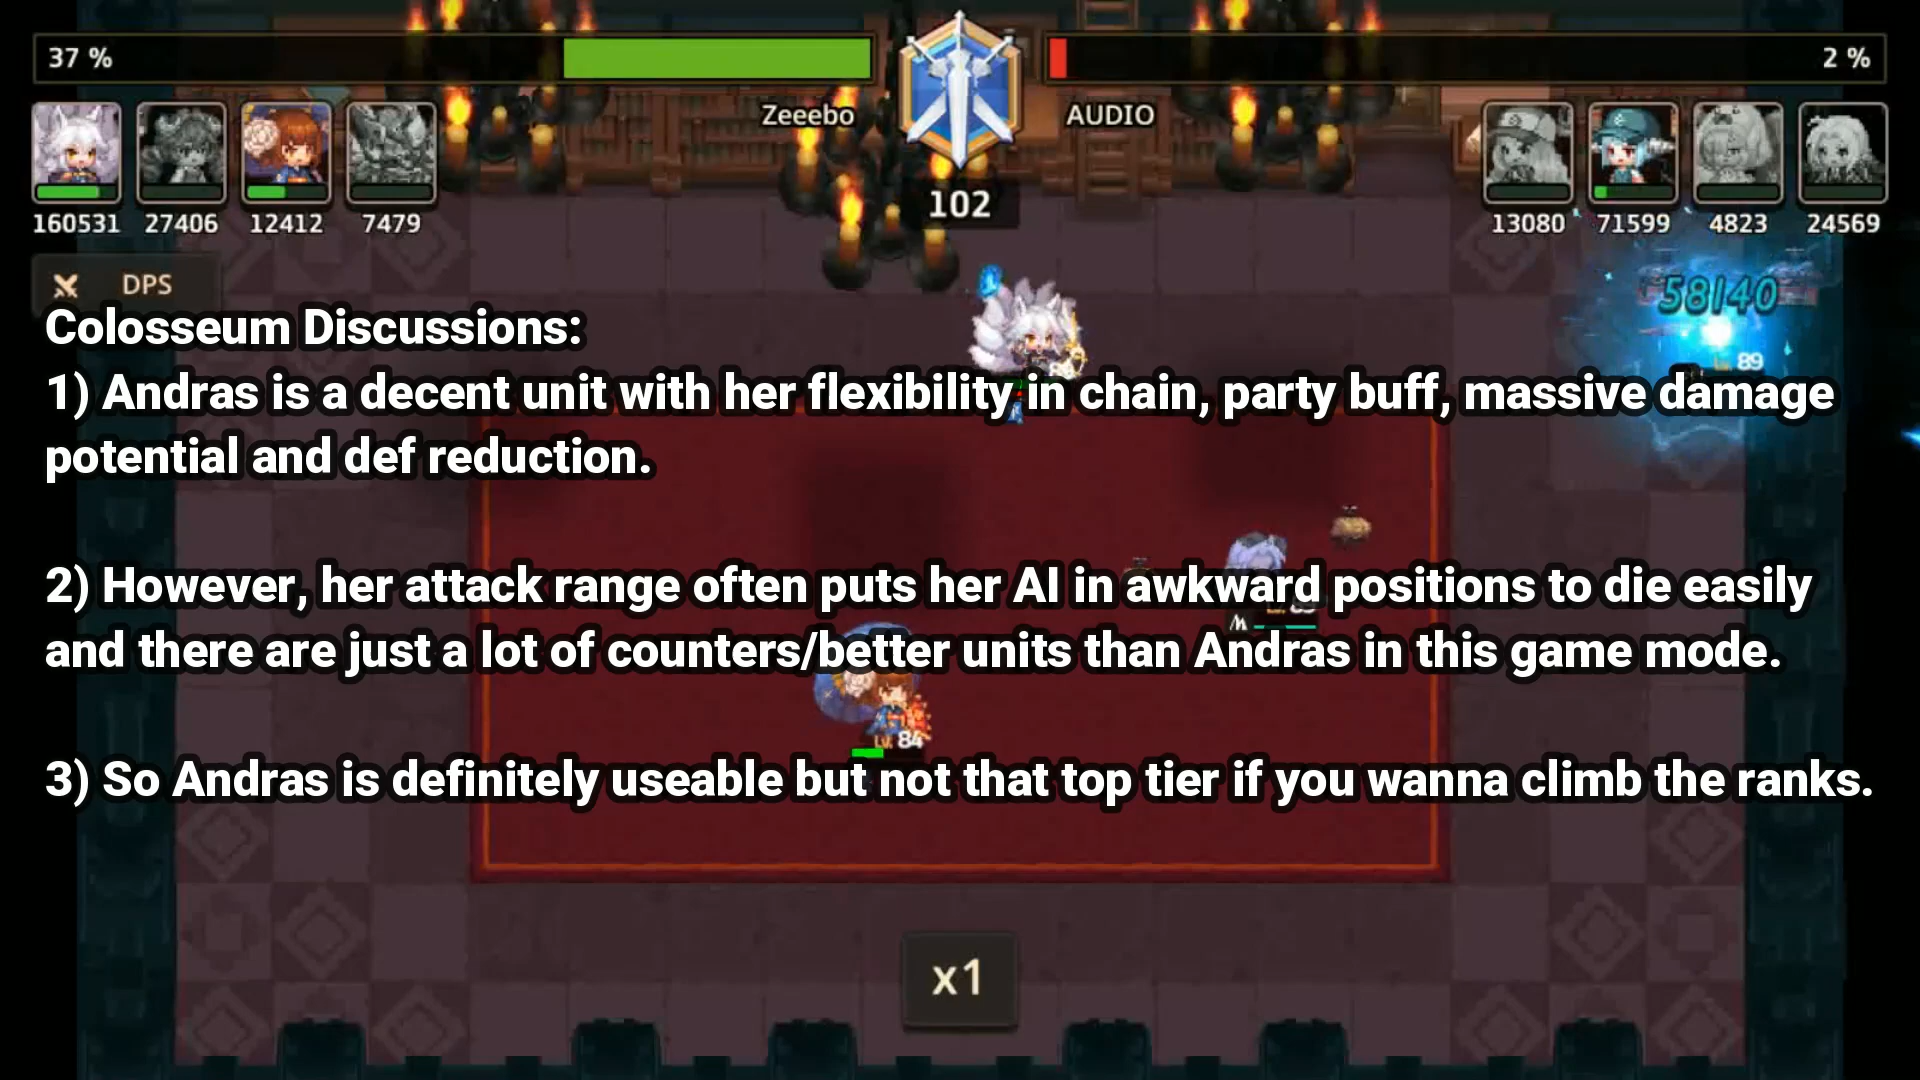 37 %
2 %
Zeeebo
AUDIO
102
160531 27406 12412 7479
13080 71599 4823 24569
DPS
58140
89
Colosseum Discussions:
1) Andras is a decent unit with her flexibility in chain, party buff, massive damage
potential and def reduction.
2) However, her attack range often puts her AI in awkward positions to die easily
and there are just a lot of counters/better units than Andras in this game mode.
Lv. 84
3) So Andras is definitely useable but not that top tier if you wanna climb the ranks.
x1